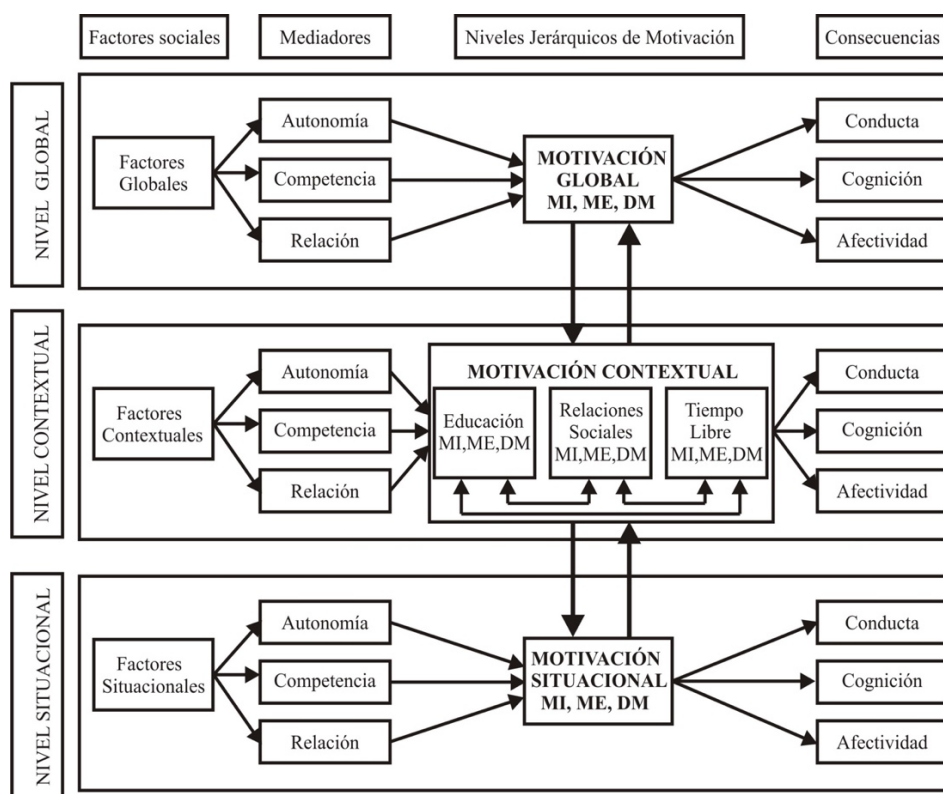 Factores sociales
Mediadores
Niveles Jerárquicos de Motivación
Consecuencias
NIVEL GLOBAL
Factores
Globales
Autonomía
Competencia
Relación
MOTIVACIÓN
GLOBAL
MI, ME, DM
Conducta
Cognición
Afectividad
NIVEL CONTEXTUAL
Factores
Contextuales
Autonomía
Competencia
Relación
MOTIVACIÓN CONTEXTUAL
Educación
MI,ME,DM
Relaciones
Sociales
MI,ME,DM
Tiempo
Libre
MI,ME,DM
Conducta
Cognición
Afectividad
NIVEL SITUACIONAL
Factores
Situacionales
Autonomía
Competencia
Relación
MOTIVACIÓN
SITUACIONAL
MI, ME, DM
Conducta
Cognición
Afectividad